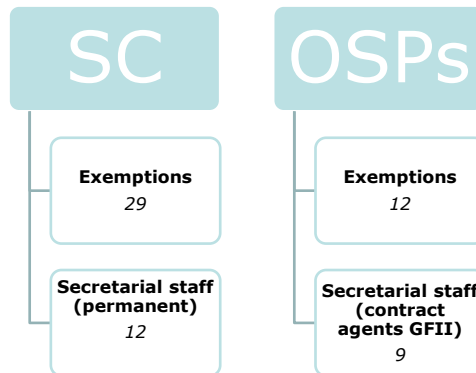 SC
Exemptions
29
Secretarial staff
(permanent)
12
OSPs
Exemptions
12
Secretarial staff
(contract
agents GFII)
9